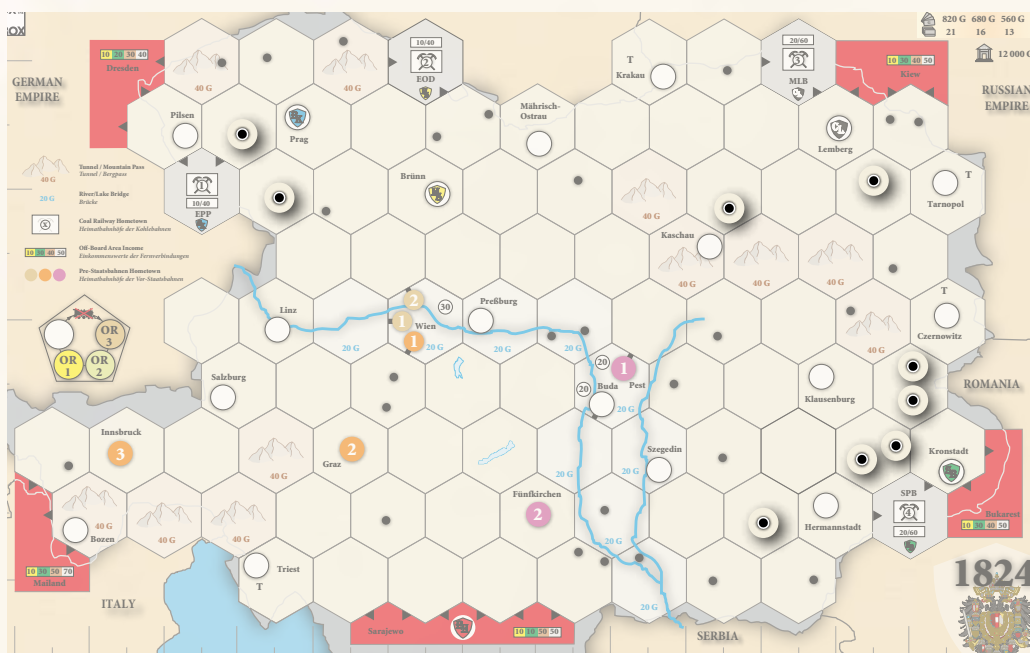 820 G 680 G 560 G
21 16 13
12 000 G
GERMAN
EMPIRE
10 20 30 40
Dresden
40 G
40 G
10/40
2
EOD
T
Krakau
20/60
3
MLB
10 30 40 50
Kiew
RUSSIAN
EMPIRE
Pilsen
Prag
Mährisch-
Ostrau
Lemberg
Tunnel / Mountain Pass
Tunnel / Bergpass
40 G
River/Lake Bridge
Brücke
20 G
Coal Railway Hometown
Heimatbahnhöfe der Kohlebahnen
X
Off-Board Area Income
Einkommenswerte der Fernverbindungen
10 20 40 50
Pre-Staatsbahnen Hometown
Heimatbahnhöfe der Vor-Staatsbahnen
1
10/40
EPP
Brünn
40 G
T
Tarnopol
Kaschau
40 G
40 G
40 G
OR
3
OR
1
OR
2
Linz
20 G
2
1
Wien
1
30
20 G
Preßburg
20 G
20 G
T
Czernowitz
40 G
Salzburg
20
1
20
Buda
Pest
20 G
Klausenburg
ROMANIA
Innsbruck
3
40 G
Graz
2
20 G
20 G
Szegedin
Kronstadt
40 G
Bozen
40 G
40 G
Fünfkirchen
2
20 G
Hermannstadt
SPB
4
20/60
Bukarest
10 30 40 50
10 30 50 70
Mailand
Triest
T
20 G
1824
ITALY
Sarajewo
10 10 50 50
SERBIA